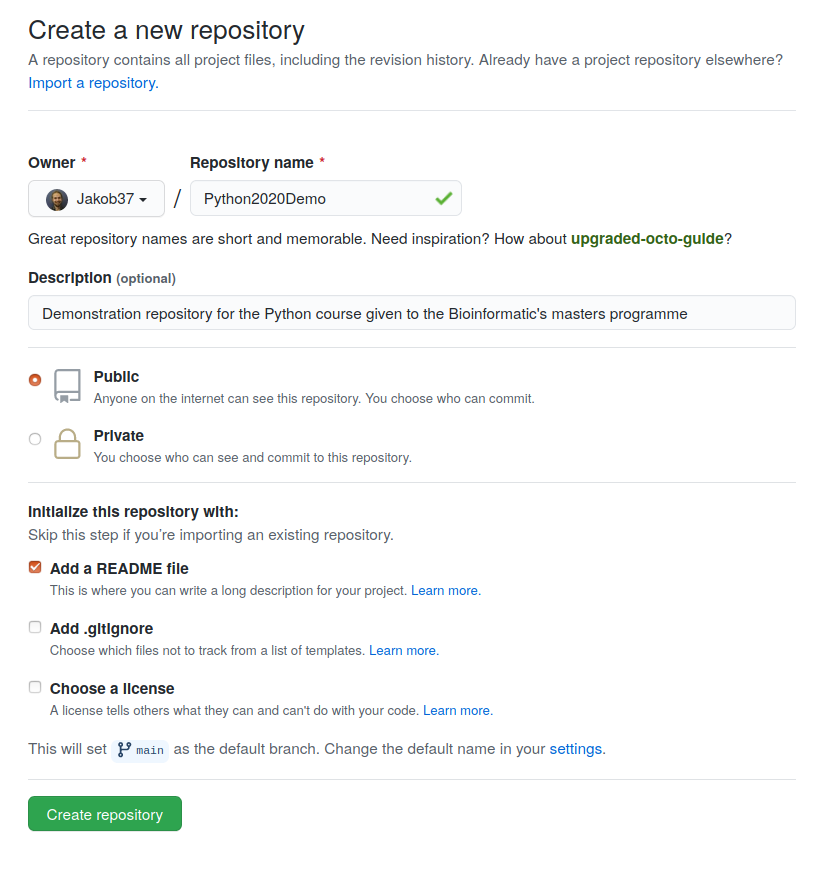 Create a new repository
A repository contains all project files, including the revision history. Already have a project repository elsewhere?
Import a repository.
Owner * Repository name *
Jakob37 / Python2020Demo
Great repository names are short and memorable. Need inspiration? How about upgraded-octo-guide?
Description (optional)
Demonstration repository for the Python course given to the Bioinformatic's masters programme
Public
Anyone on the internet can see this repository. You choose who can commit.
Private
You choose who can see and commit to this repository.
Initialize this repository with:
Skip this step if you're importing an existing repository.
Add a README file
This is where you can write a long description for your project. Learn more.
Add .gitignore
Choose which files not to track from a list of templates. Learn more.
Choose a license
A license tells others what they can and can't do with your code. Learn more.
This will set main as the default branch. Change the default name in your settings.
Create repository